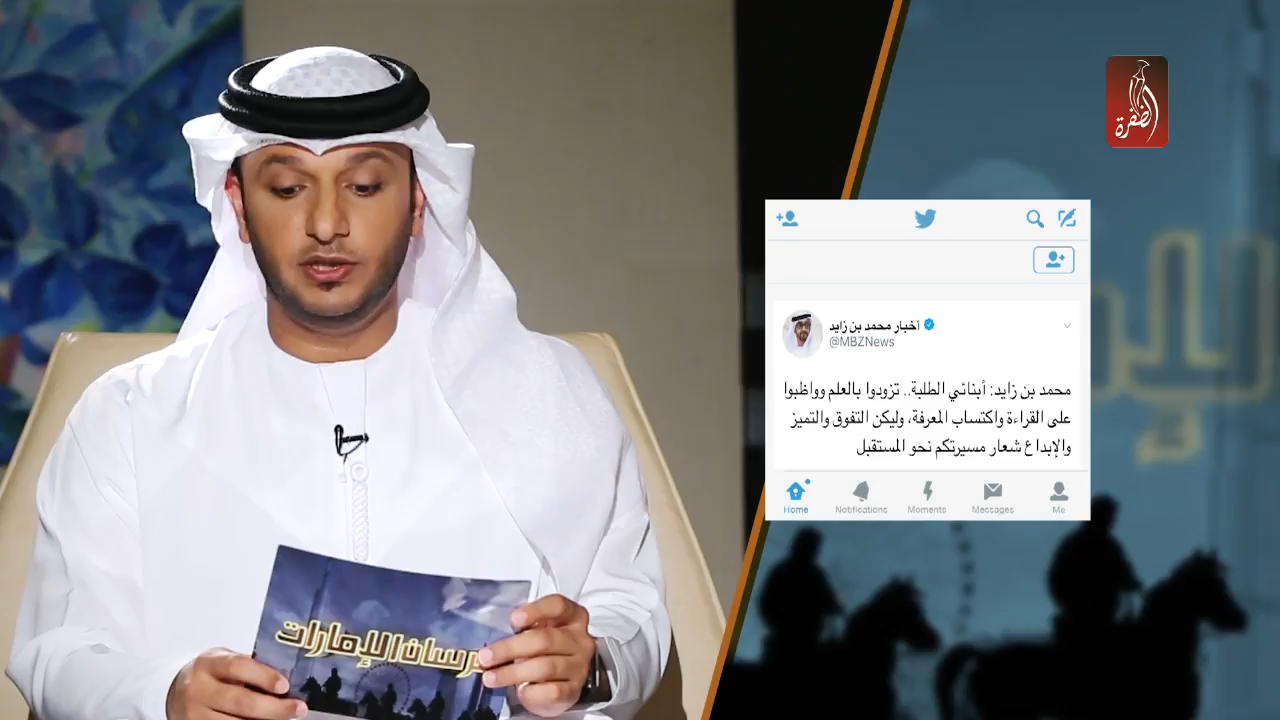 الظفرة
أخبار محمد بن زايد
@MBZNews
محمد بن زايد: أبنائي الطلبة.. تزودوا بالعلم وواظبوا
على القراءة واكتساب المعرفة، وليكن التفوق والتميز
والإبداع شعار مسيرتكم نحو المستقبل
Home
Notifications
Moments
Messages
Me
الإمارات